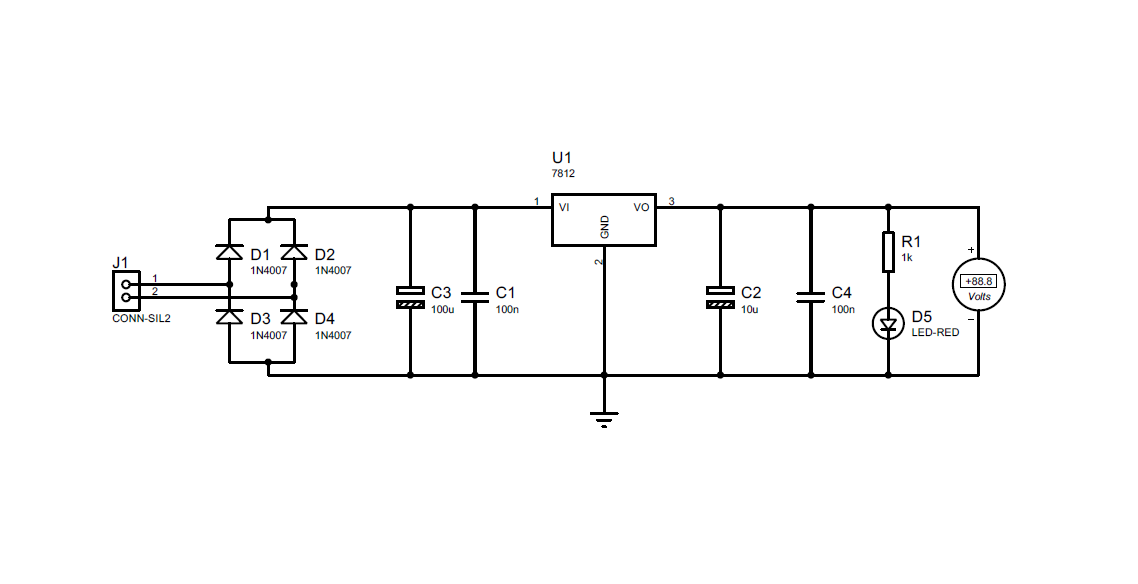 U1
7812
1
VI
VO
3
GND
2
J1
1
2
CONN-SIL2
D1
1N4007
D2
1N4007
D3
1N4007
D4
1N4007
C3
100u
C1
100n
C2
10u
C4
100n
R1
1k
D5
LED-RED
+
+88.8
Volts
−